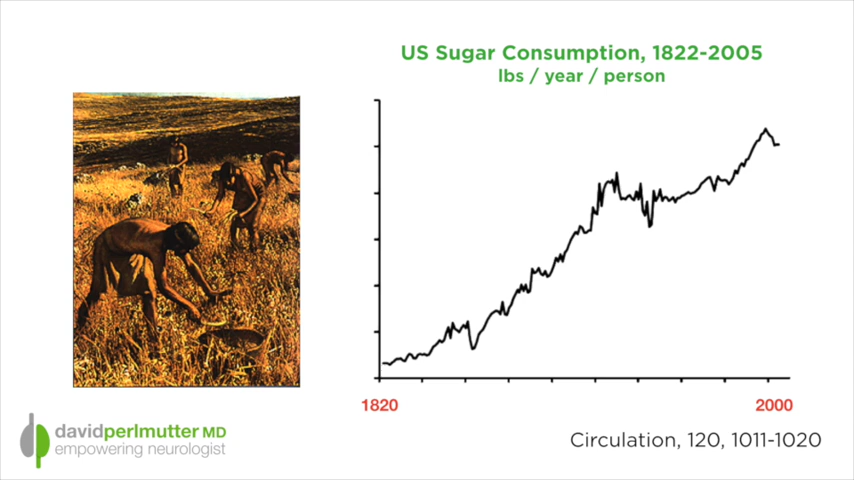 US Sugar Consumption, 1822-2005
lbs / year / person
1820
2000
davidperlmutter MD
empowering neurologist
Circulation, 120, 1011-1020